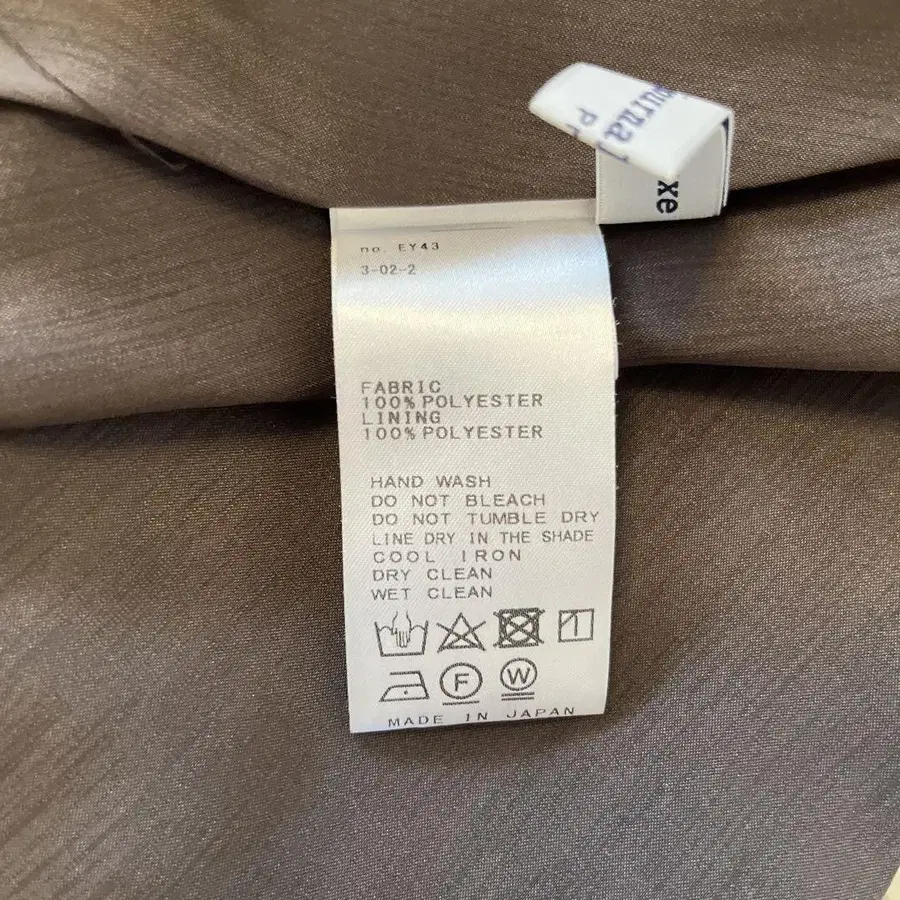 no. EY43
3-02-2
FABRIC
100% POLYESTER
LINING
100% POLYESTER
HAND WASH
DO NOT BLEACH
DO NOT TUMBLE DRY
LINE DRY IN THE SHADE
COOL IRON
DRY CLEAN
WET CLEAN
F
W
MADE IN JAPAN